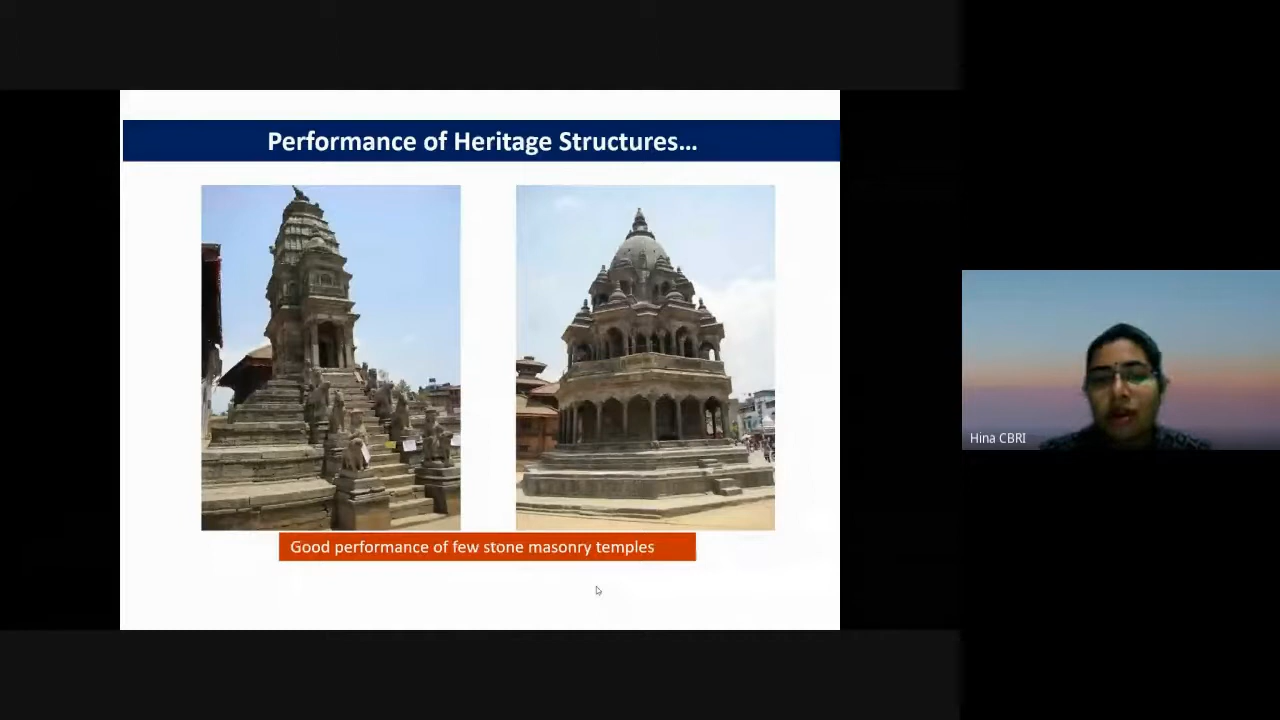 Performance of Heritage Structures...
Good performance of few stone masonry temples
Hina CBRI